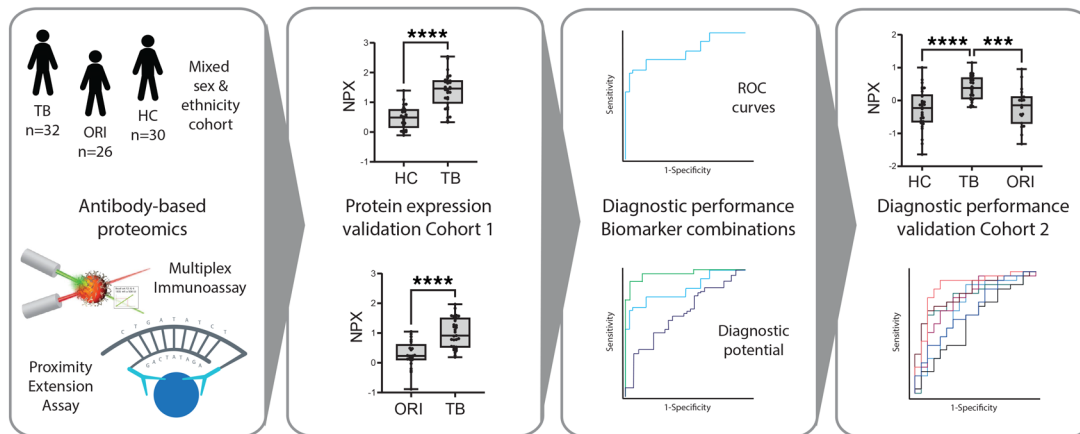 TB
n=32
ORI
n=26
HC
n=30
Mixed
sex &
ethnicity
cohort
Antibody-based
proteomics
Multiplex
Immunoassay
C T G A T A T C T
G A C T A T A G A
Proximity
Extension
Assay
****
NPX
3
2
1
0
-1
HC TB
Protein expression
validation Cohort 1
****
NPX
3
2
1
0
-1
ORI TB
Sensitivity
ROC
curves
1-Specificity
Diagnostic performance
Biomarker combinations
Sensitivity
Diagnostic
potential
1-Specificity
**** ***
NPX
2
1
0
-1
-2
HC TB ORI
Diagnostic performance
validation Cohort 2
Sensitivity
1-Specificity